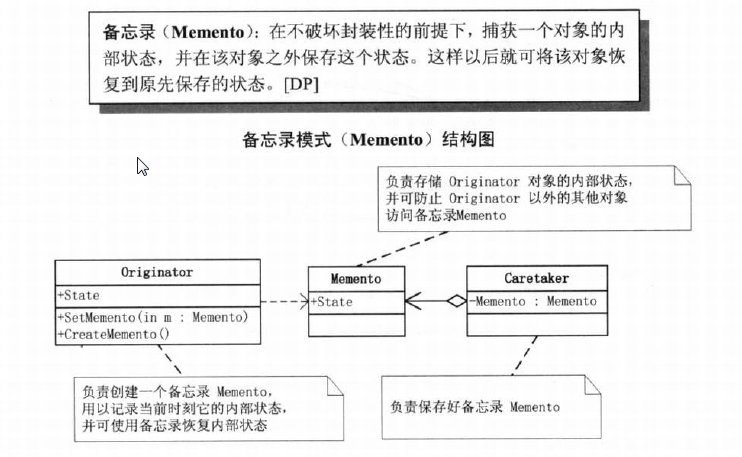 备忘录（Memento）：在不破坏封装性的前提下，捕获一个对象的内
部状态，并在该对象之外保存这个状态。这样以后就可将该对象恢
复到原先保存的状态。[DP]
备忘录模式（Memento）结构图
负责存储 Originator 对象的内部状态，
并可防止 Originator 以外的其他对象
访问备忘录Memento
Originator
+State
+SetMemento(in m : Memento)
+CreateMemento()
Memento
+State
Caretaker
-Memento : Memento
负责创建一个备忘录 Memento，
用以记录当前时刻它的内部状态，
并可使用备忘录恢复内部状态
负责保存好备忘录 Memento